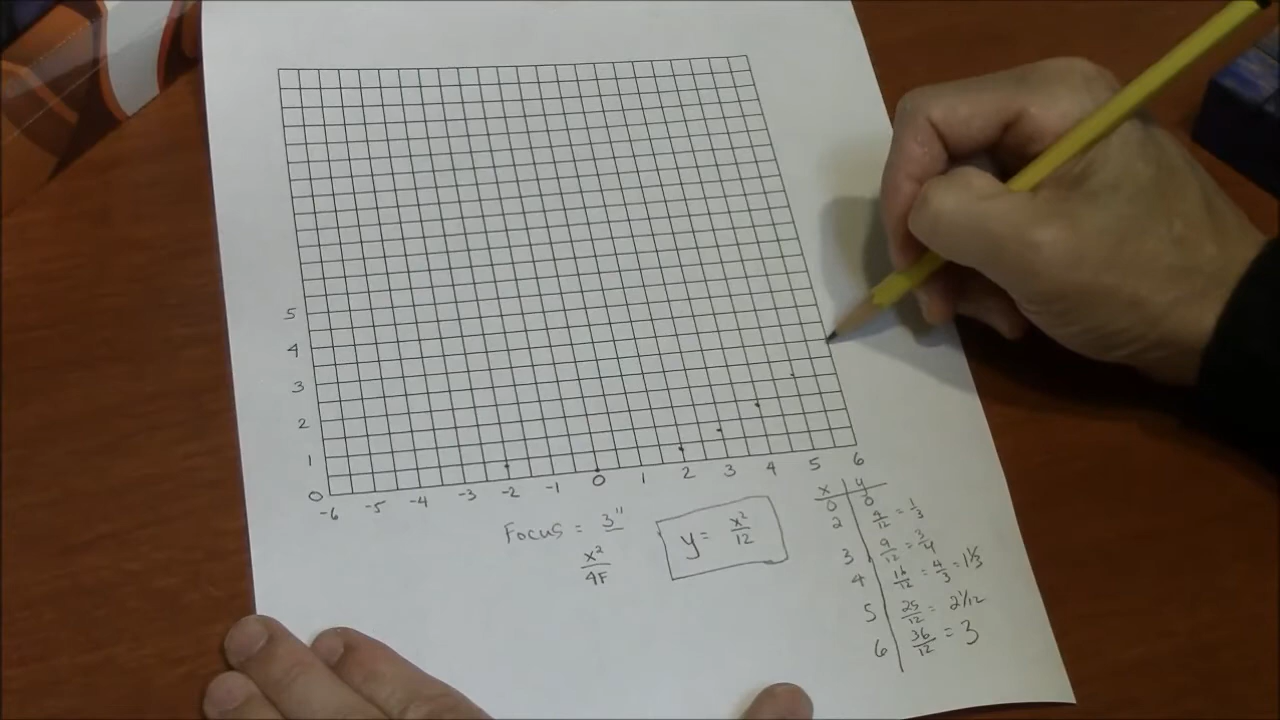 5
4
3
2
1
0
-6 -5 -4 -3 -2 -1 0 1 2 3 4 5 6
Focus = 3"
x²/4F
y = x²/12
x y
0 0
2 4/12 = 1/3
3 9/12 = 3/4
4 16/12 = 4/3 = 1 1/3
5 25/12 = 2 1/12
6 36/12 = 3